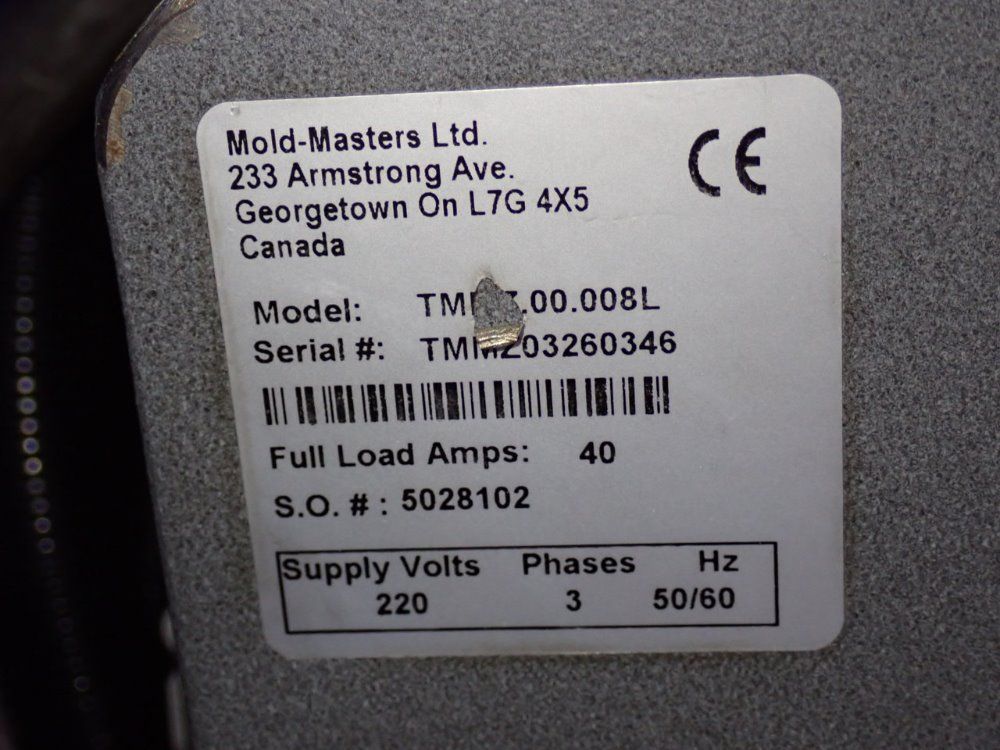 Mold-Masters Ltd.
233 Armstrong Ave.
Georgetown On L7G 4X5
Canada
CE
Model:
Serial #: TMMZ03260346
Full Load Amps: 40
S.O. # : 5028102
Supply Volts Phases Hz
220 3 50/60